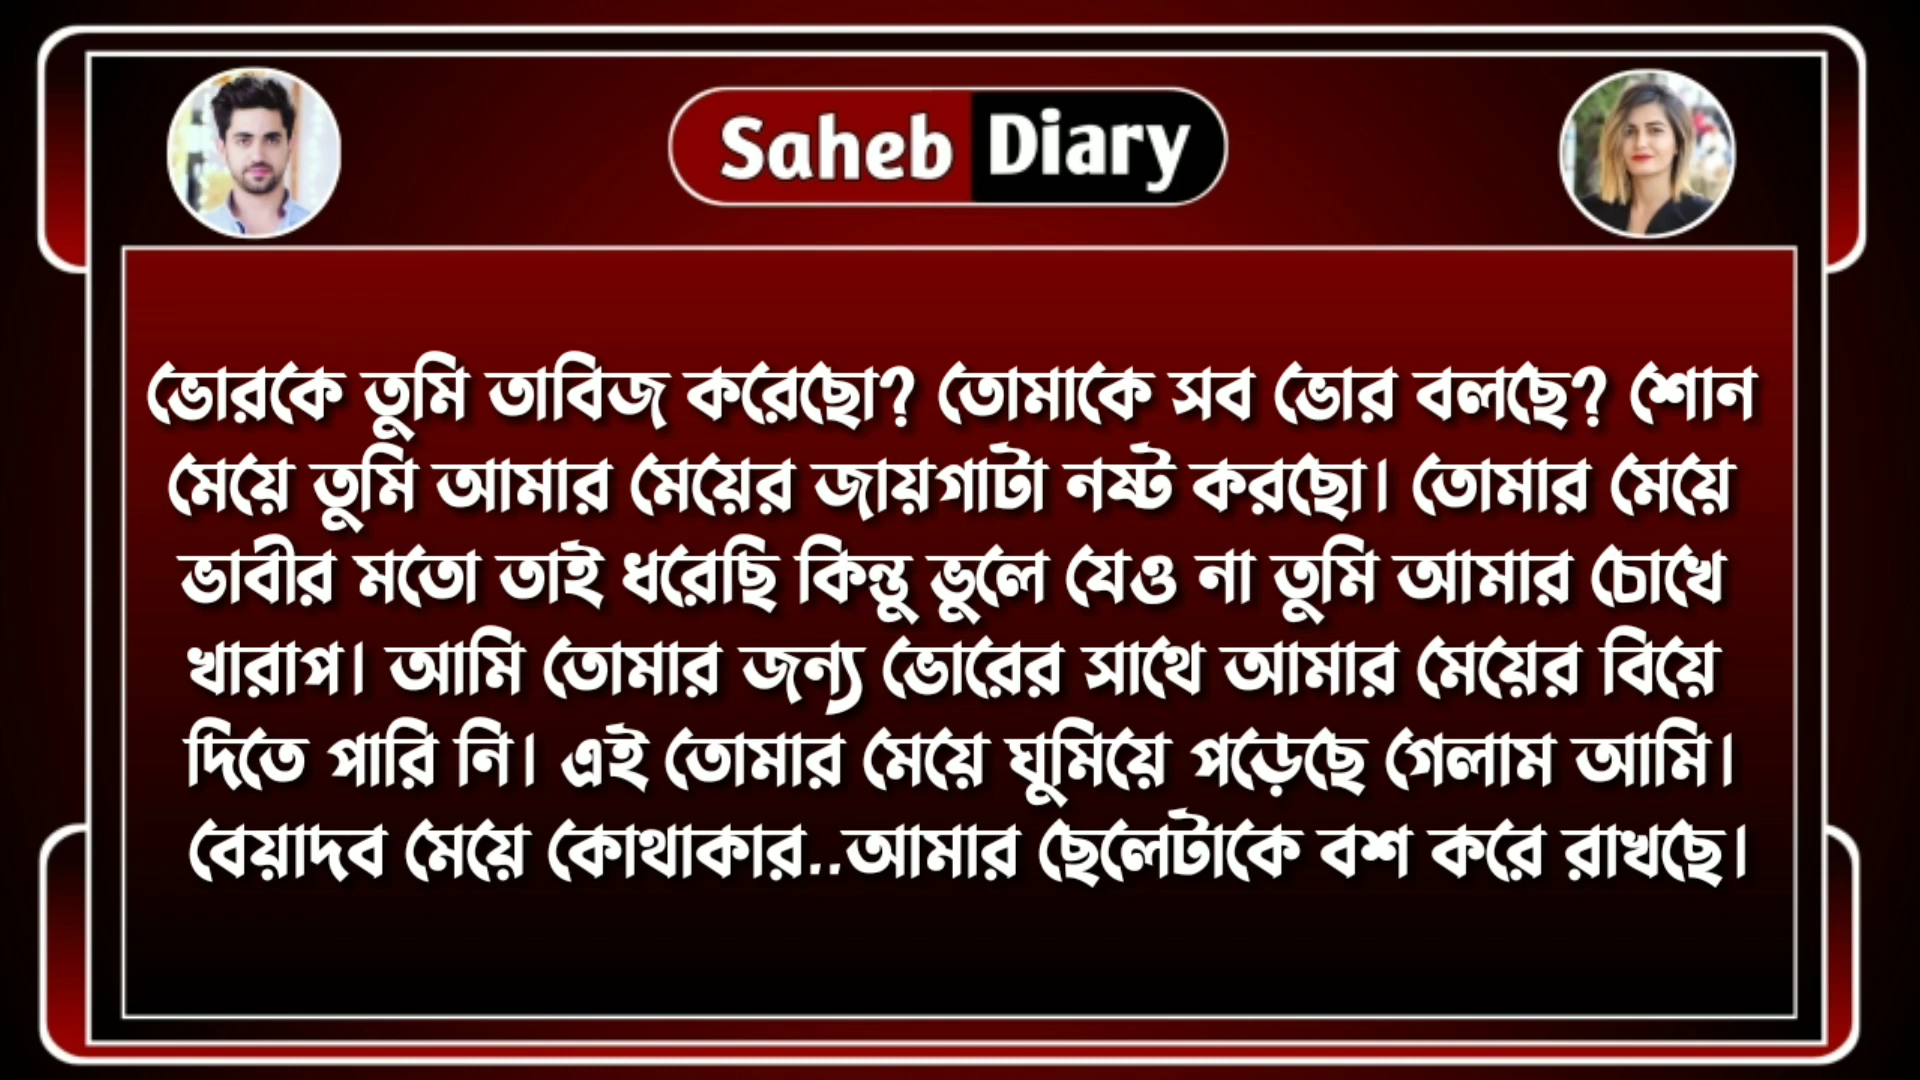 Saheb Diary
ভোরকে তুমি তাবিজ করেছো? তোমাকে সব ভোর বলছে? শোন
মেয়ে তুমি আমার মেয়ের জায়গাটা নষ্ট করছো। তোমার মেয়ে
ভাবীর মতো তাই ধরেছি কিন্তু ভুলে যেও না তুমি আমার চোখে
খারাপ। আমি তোমার জন্য ভোরের সাথে আমার মেয়ের বিয়ে
দিতে পারি নি। এই তোমার মেয়ে ঘুমিয়ে পড়েছে গেলাম আমি।
বেয়াদব মেয়ে কোথাকার..আমার ছেলেটাকে বশ করে রাখছে।